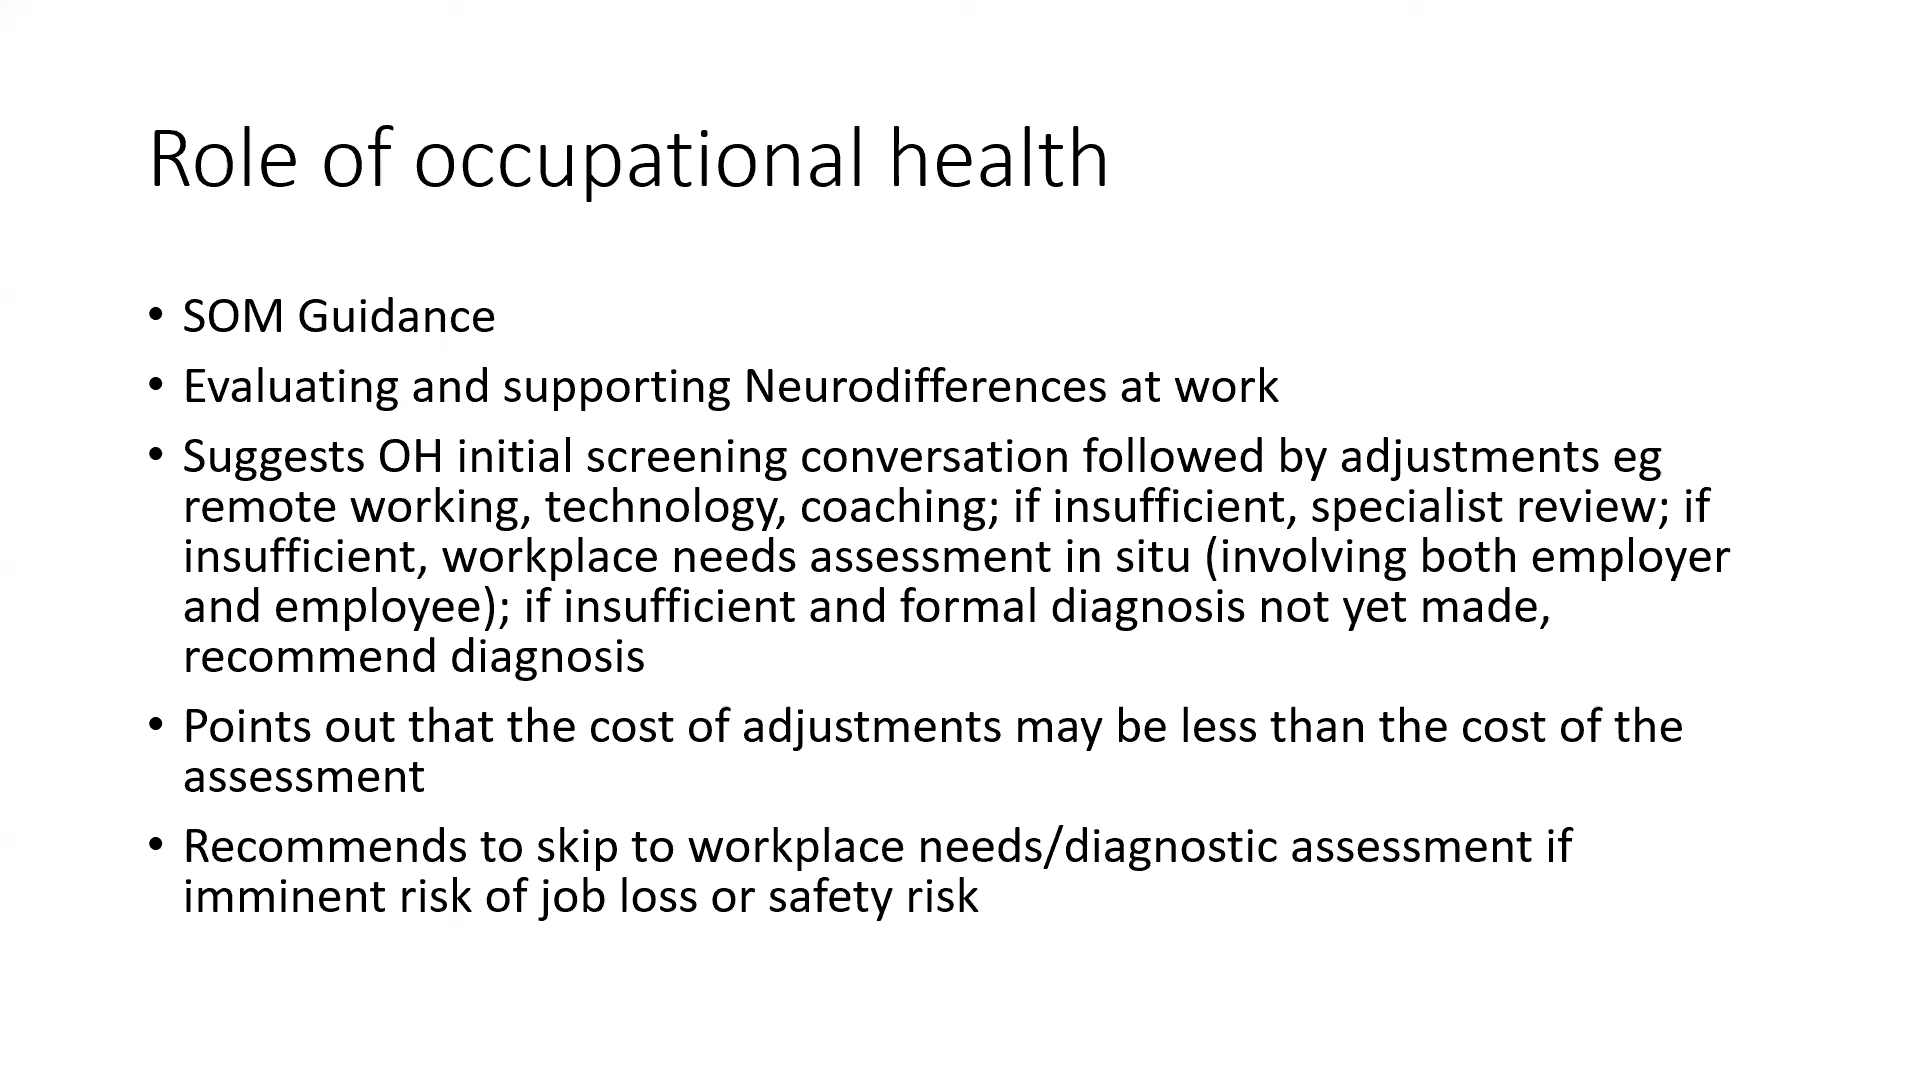 Role of occupational health
• SOM Guidance
• Evaluating and supporting Neurodifferences at work
• Suggests OH initial screening conversation followed by adjustments eg
remote working, technology, coaching; if insufficient, specialist review; if
insufficient, workplace needs assessment in situ (involving both employer
and employee); if insufficient and formal diagnosis not yet made,
recommend diagnosis
• Points out that the cost of adjustments may be less than the cost of the
assessment
• Recommends to skip to workplace needs/diagnostic assessment if
imminent risk of job loss or safety risk